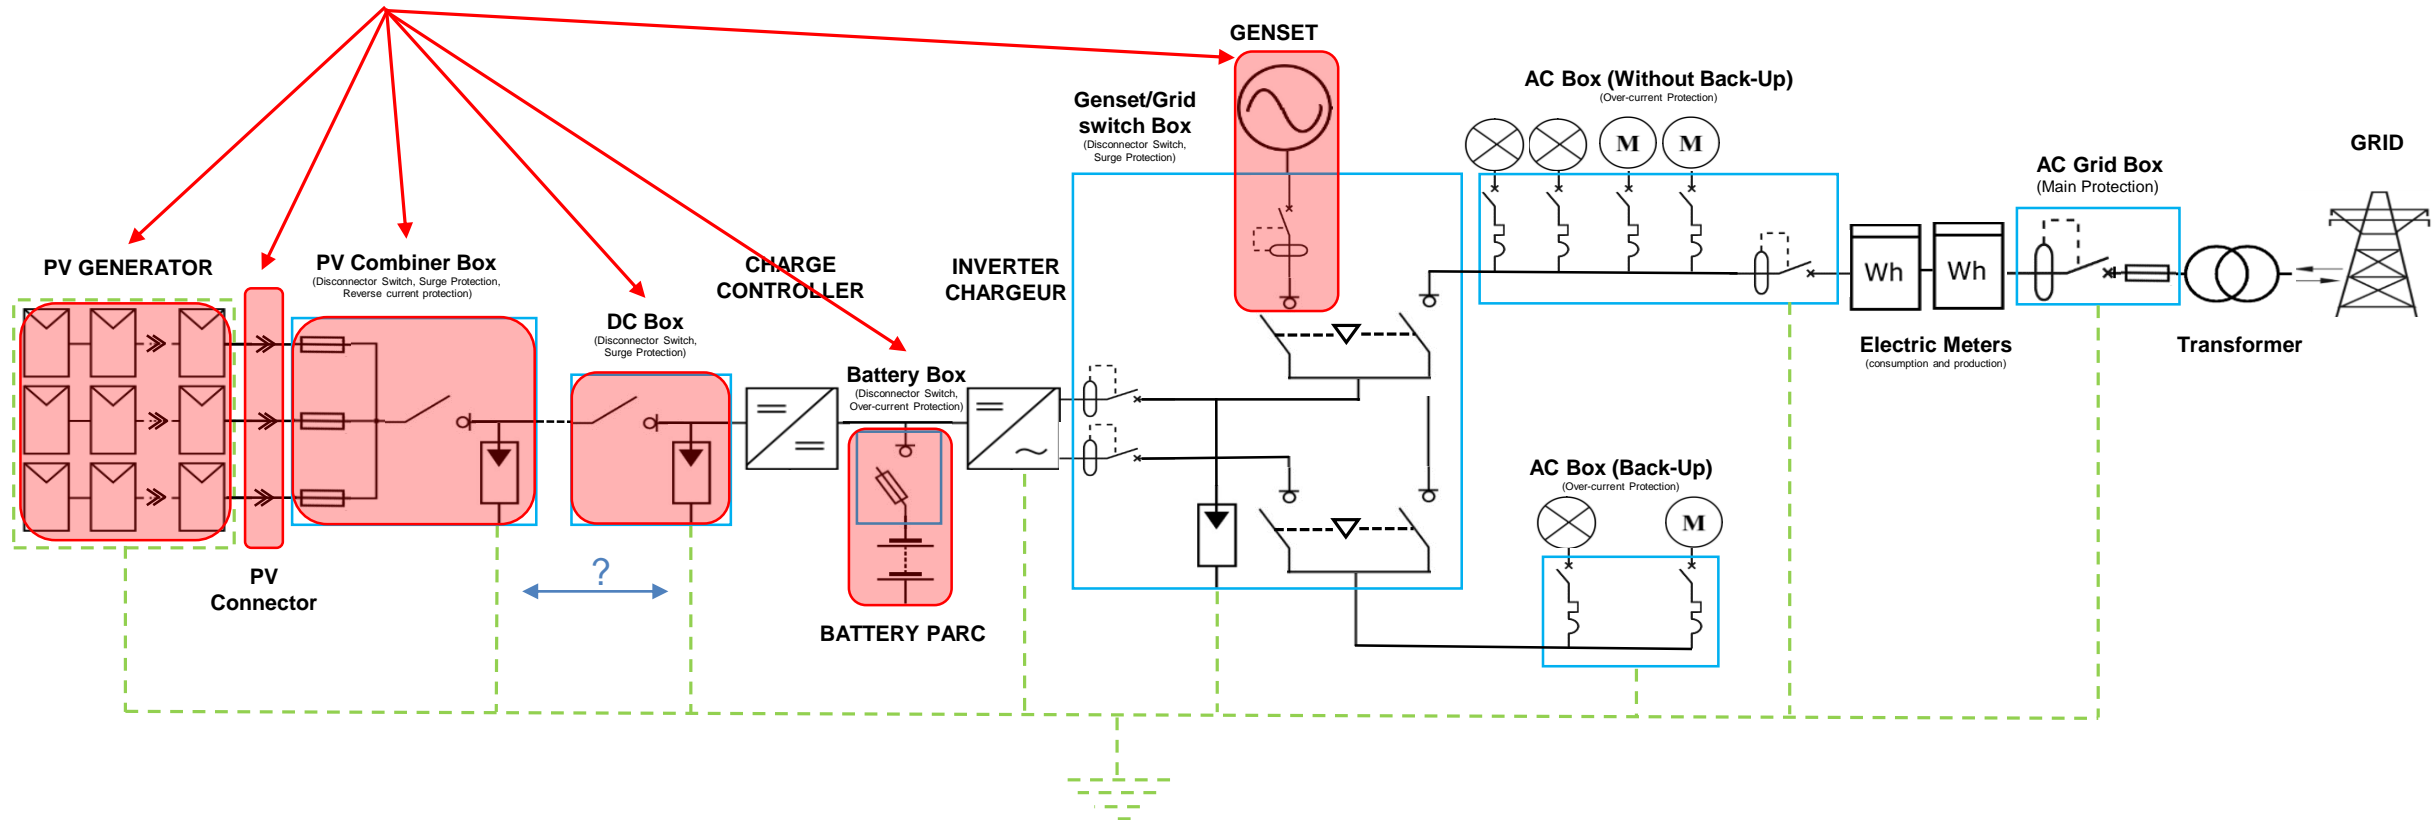 GENSET
AC Box (Without Back-Up)
(Over-current Protection)
Genset/Grid
switch Box
(Disconnector Switch,
Surge Protection)
M
M
GRID
AC Grid Box
(Main Protection)
PV GENERATOR
PV Combiner Box
(Disconnector Switch, Surge Protection,
Reverse current protection)
CHARGE
CONTROLLER
INVERTER
CHARGEUR
Wh
Wh
DC Box
(Disconnector Switch,
Surge Protection)
Electric Meters
(consumption and production)
Transformer
Battery Box
(Disconnector Switch,
Over-current Protection)
AC Box (Back-Up)
(Over-current Protection)
M
PV
Connector
?
BATTERY PARC